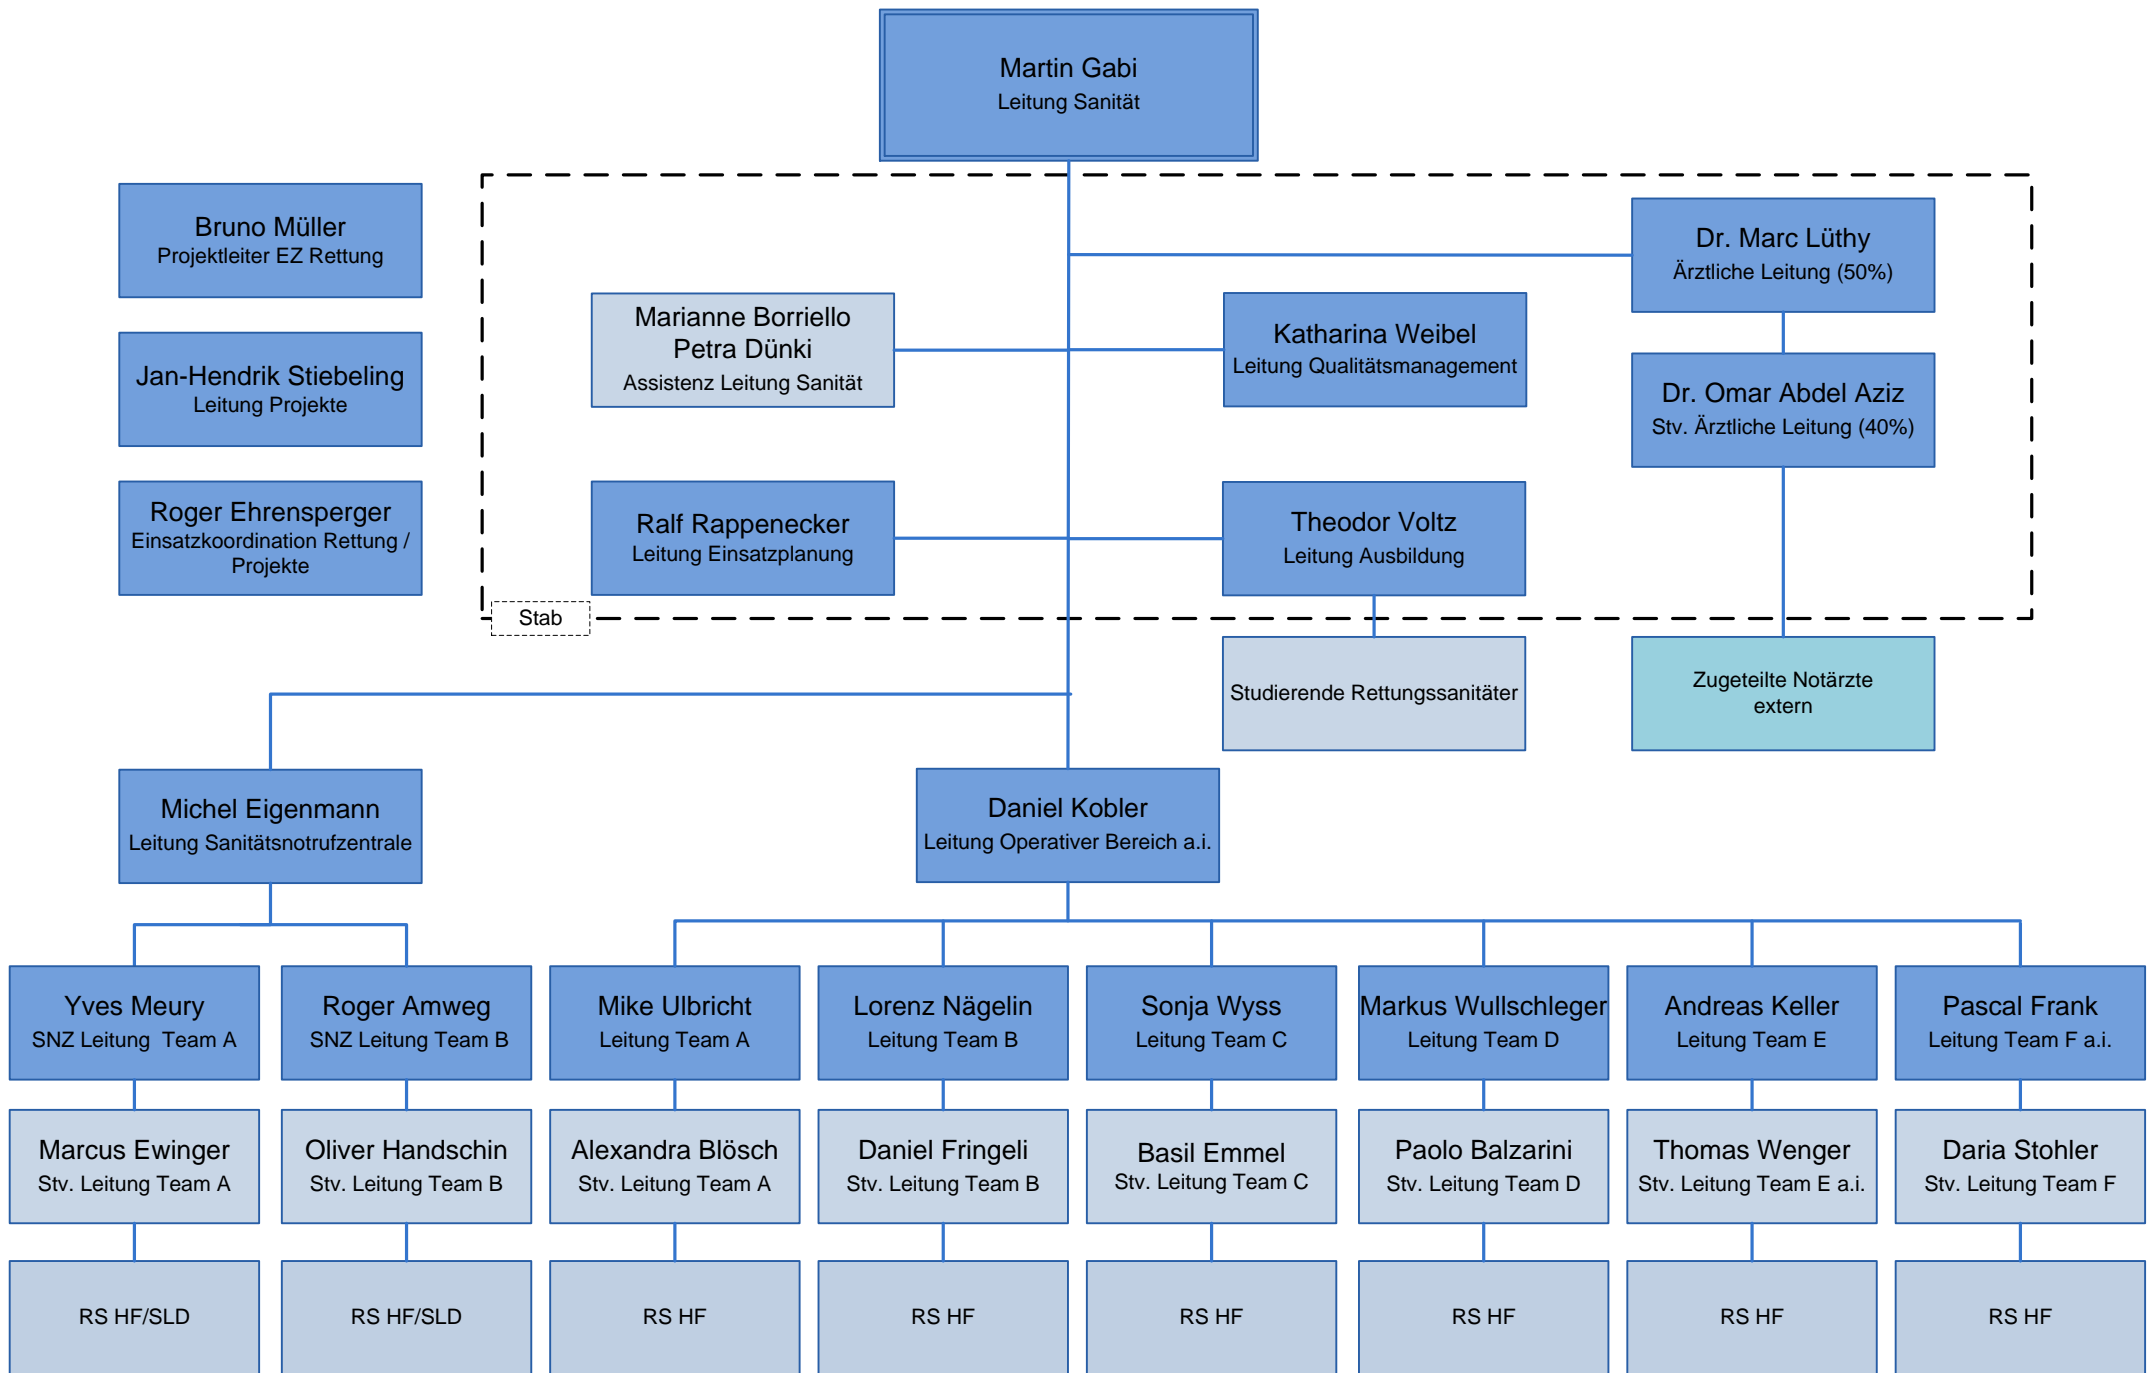 Martin Gabi
Leitung Sanität
Bruno Müller
Projektleiter EZ Rettung
Dr. Marc Lüthy
Ärztliche Leitung (50%)
Marianne Borriello
Petra Dünki
Assistenz Leitung Sanität
Katharina Weibel
Leitung Qualitätsmanagement
Jan-Hendrik Stiebeling
Leitung Projekte
Dr. Omar Abdel Aziz
Stv. Ärztliche Leitung (40%)
Roger Ehrensperger
Einsatzkoordination Rettung /
Projekte
Ralf Rappenecker
Leitung Einsatzplanung
Theodor Voltz
Leitung Ausbildung
Stab
Studierende Rettungssanitäter
Zugeteilte Notärzte
extern
Michel Eigenmann
Leitung Sanitätsnotrufzentrale
Daniel Kobler
Leitung Operativer Bereich a.i.
Yves Meury
SNZ Leitung  Team A
Roger Amweg
SNZ Leitung Team B
Mike Ulbricht
Leitung Team A
Lorenz Nägelin
Leitung Team B
Sonja Wyss
Leitung Team C
Markus Wullschleger
Leitung Team D
Andreas Keller
Leitung Team E
Pascal Frank
Leitung Team F a.i.
Marcus Ewinger
Stv. Leitung Team A
Oliver Handschin
Stv. Leitung Team B
Alexandra Blösch
Stv. Leitung Team A
Daniel Fringeli
Stv. Leitung Team B
Basil Emmel
Stv. Leitung Team C
Paolo Balzarini
Stv. Leitung Team D
Thomas Wenger
Stv. Leitung Team E a.i.
Daria Stohler
Stv. Leitung Team F
RS HF/SLD
RS HF/SLD
RS HF
RS HF
RS HF
RS HF
RS HF
RS HF